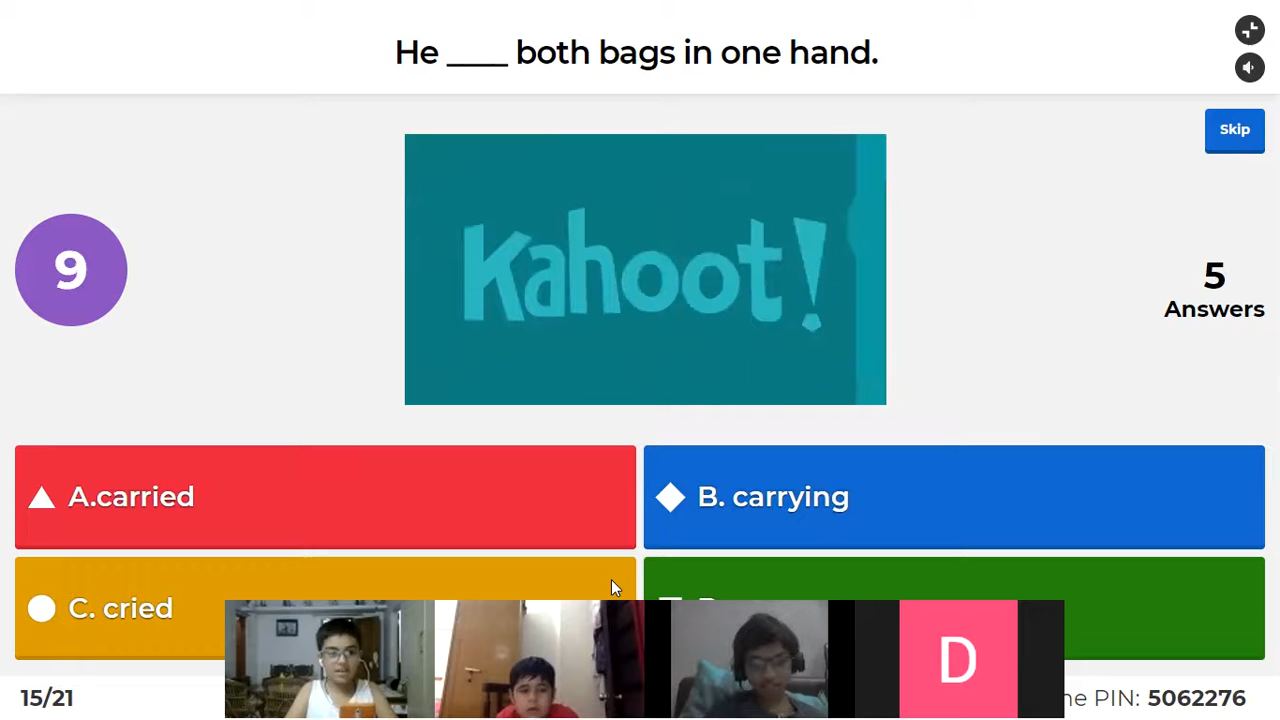 He ____ both bags in one hand.
Skip
9
Kahoot!
5
Answers
A.carried
B. carrying
C. cried
D
15/21
PIN: 5062276